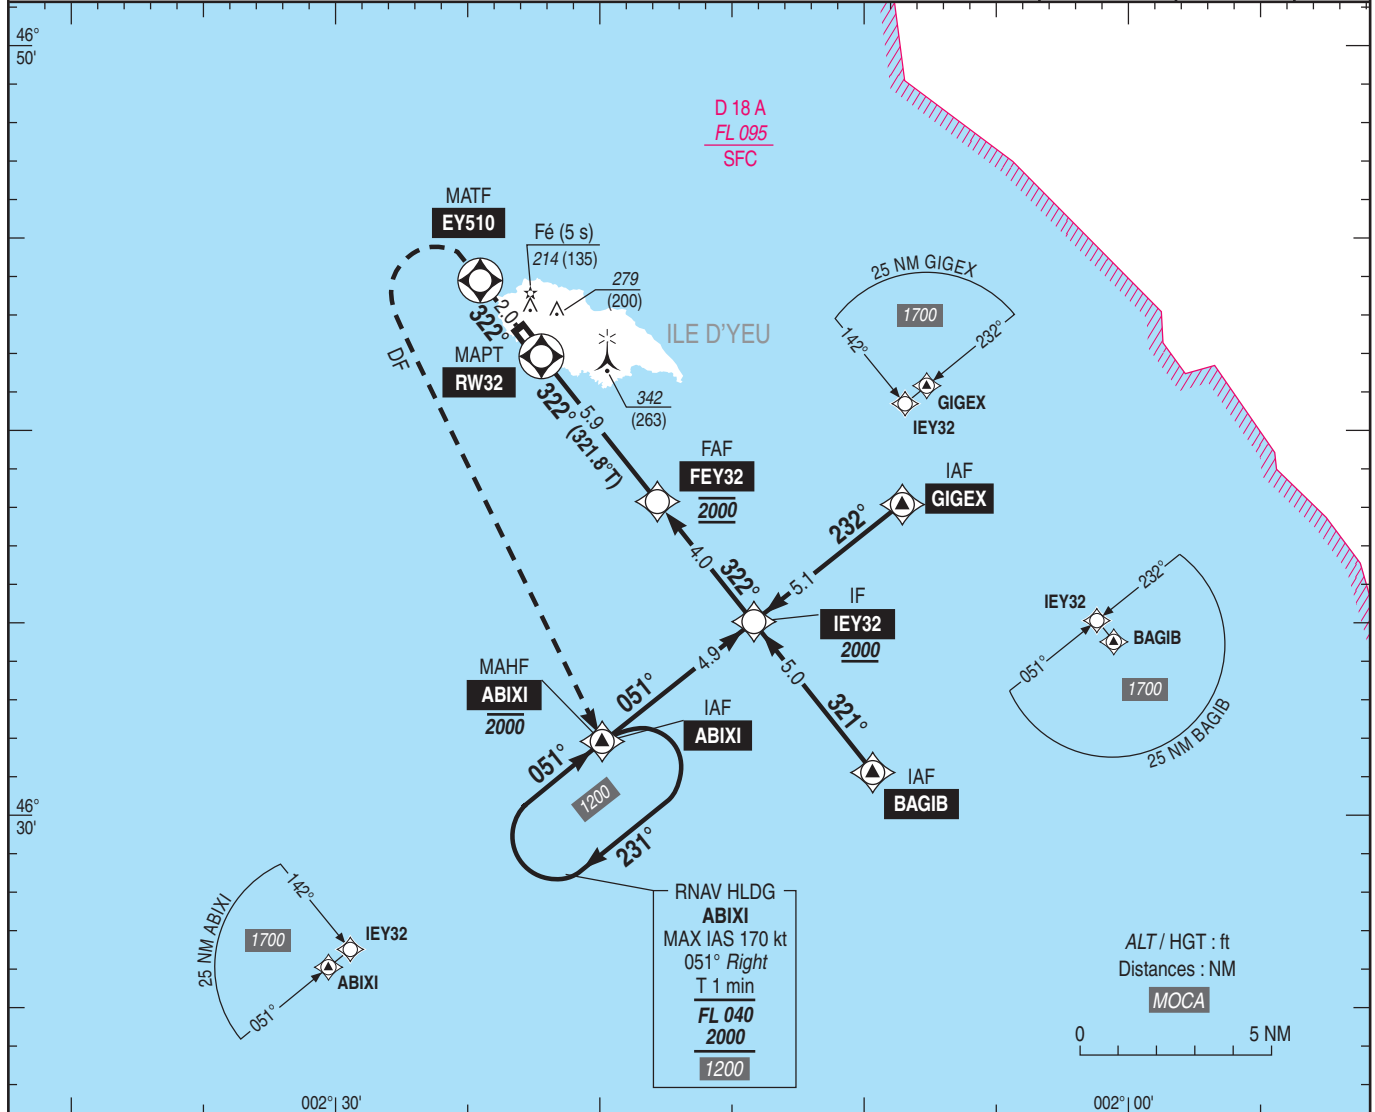 46°
50'
D 18 A
FL 095
SFC
MATF
EY510
Fé (5 s)
214 (135)
279
(200)
ILE D'YEU
25 NM GIGEX
1700
142°
232°
GIGEX
IEY32
2.0
322°
DF
MAPT
RW32
342
(263)
5.9
322° (321.8°T)
FAF
FEY32
2000
IAF
GIGEX
232°
5.1
4.0
322°
IF
IEY32
2000
IEY32
232°
BAGIB
051°
1700
25 NM BAGIB
MAHF
ABIXI
2000
051°
4.9
5.0
321°
IAF
ABIXI
051°
1200
231°
IAF
BAGIB
46°
30'
25 NM ABIXI
142°
1700
IEY32
ABIXI
051°
RNAV HLDG
ABIXI
MAX IAS 170 kt
051° Right
T 1 min
FL 040
2000
1200
ALT / HGT : ft
Distances : NM
MOCA
0 5 NM
002° 30'
002° 00'